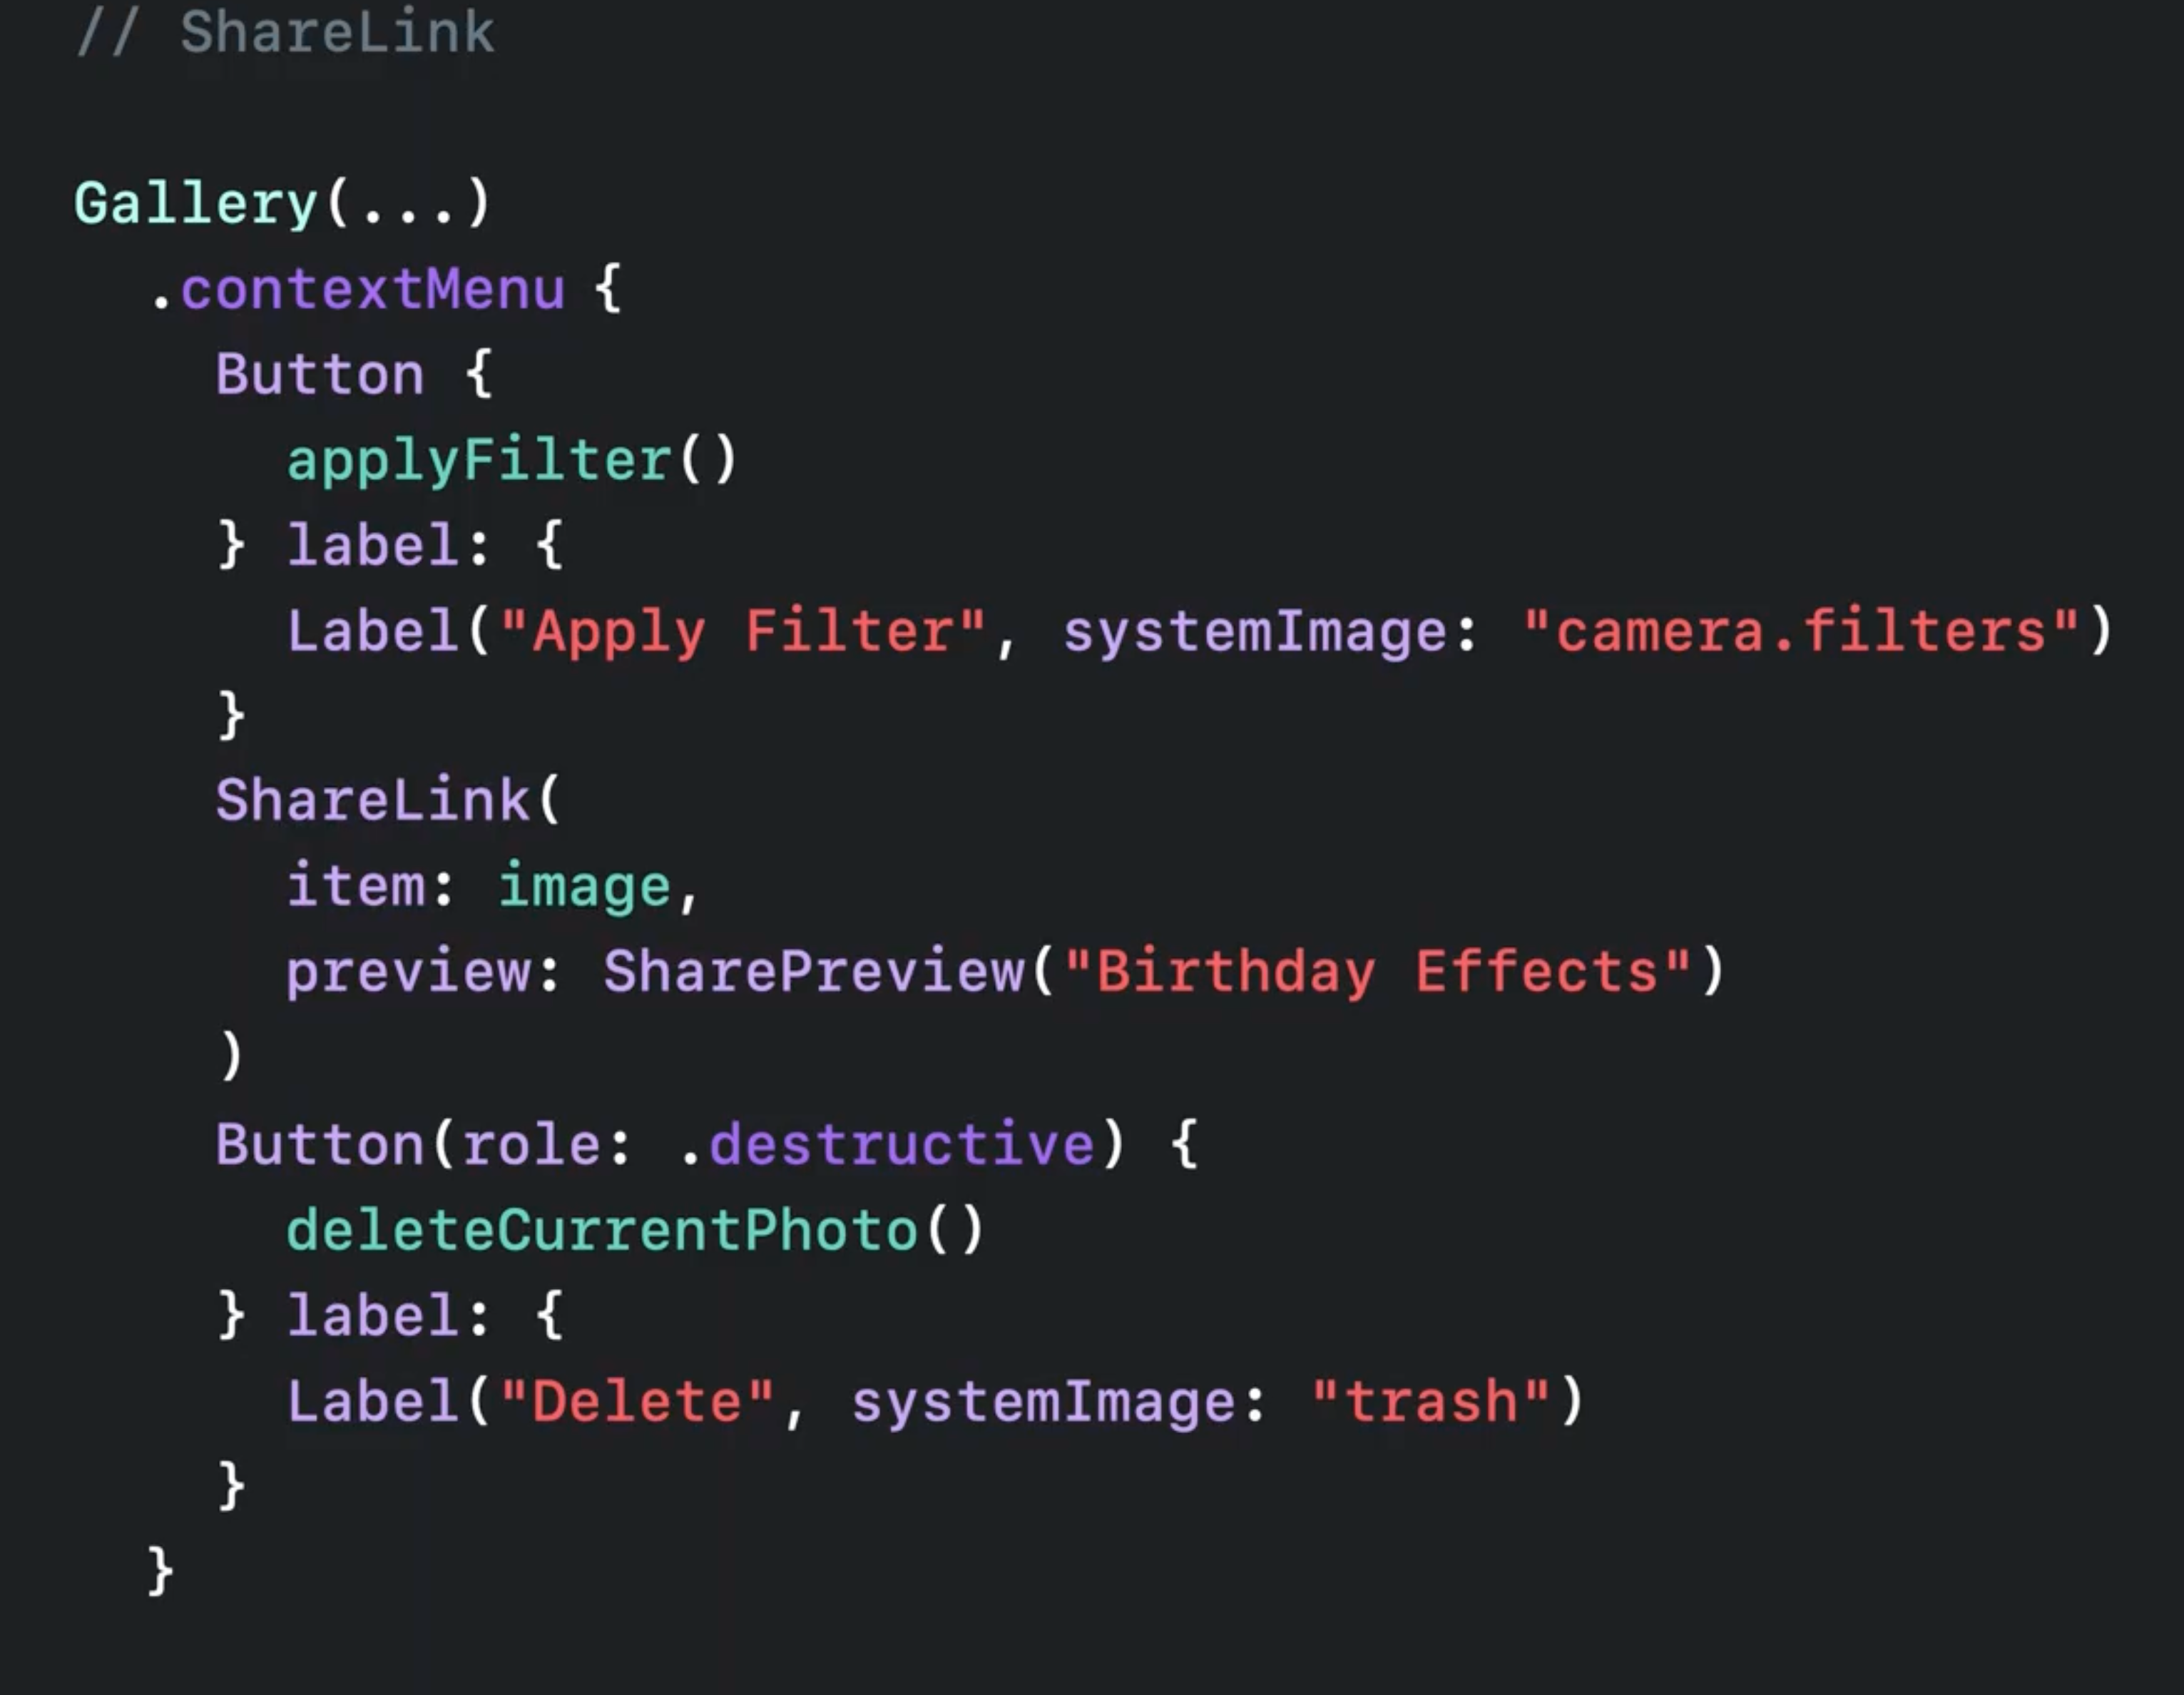 // ShareLink
Gallery(...)
  .contextMenu {
    Button {
      applyFilter()
    } label: {
      Label("Apply Filter", systemImage: "camera.filters")
    }
    ShareLink(
      item: image,
      preview: SharePreview("Birthday Effects")
    )
    Button(role: .destructive) {
      deleteCurrentPhoto()
    } label: {
      Label("Delete", systemImage: "trash")
    }
  }